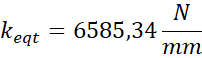 k_eqt = 6585,34 N/mm